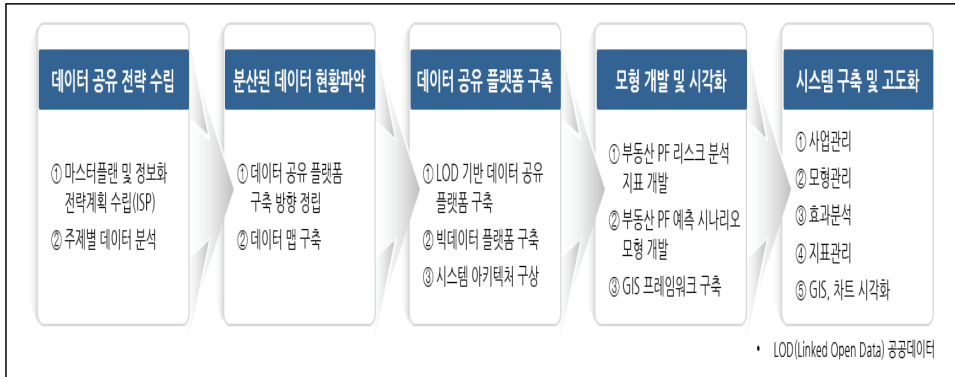 데이터 공유 전략 수립
① 마스터플랜 및 정보화
전략계획 수립(ISP)
② 주제별 데이터 분석
분산된 데이터 현황파악
① 데이터 공유 플랫폼
구축 방향 정립
② 데이터 맵 구축
데이터 공유 플랫폼 구축
① LOD 기반 데이터 공유
플랫폼 구축
② 빅데이터 플랫폼 구축
③ 시스템 아키텍처 구상
모형 개발 및 시각화
① 부동산 PF 리스크 분석
지표 개발
② 부동산 PF 예측 시나리오
모형 개발
③ GIS 프레임워크 구축
시스템 구축 및 고도화
① 사업관리
② 모형관리
③ 효과분석
④ 지표관리
⑤ GIS, 차트 시각화
• LOD(Linked Open Data) 공공데이터